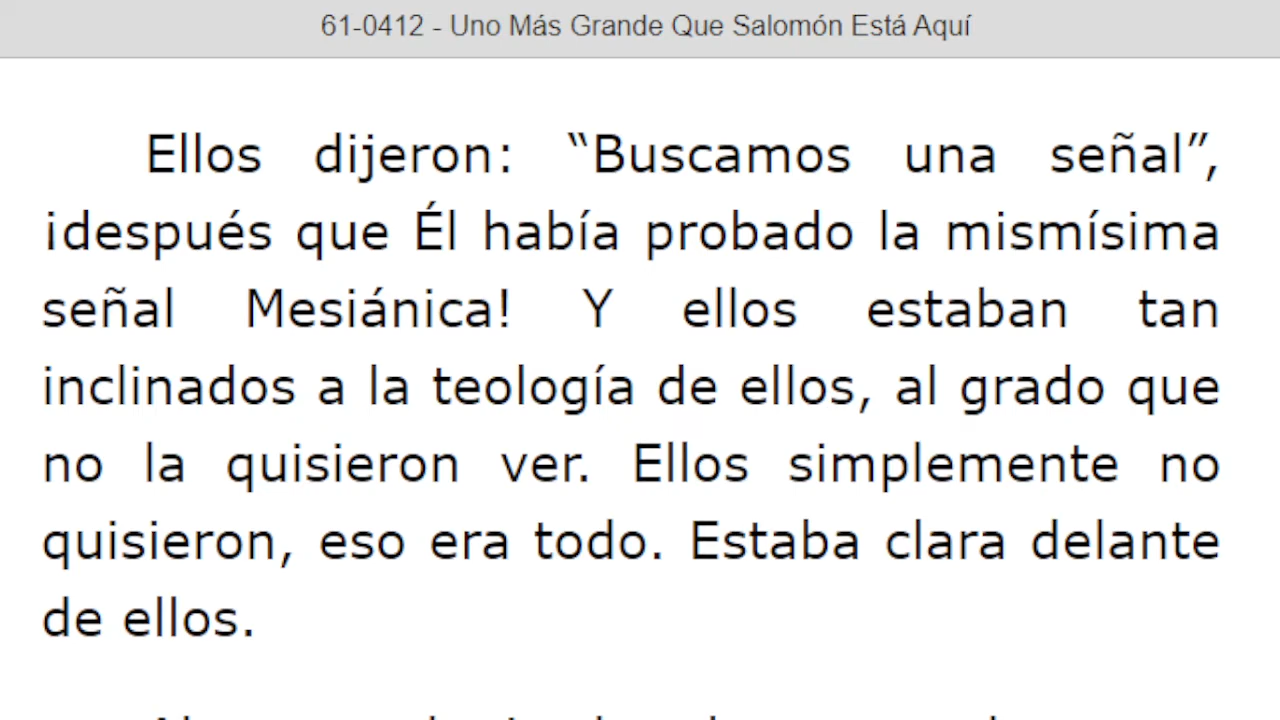 61-0412 - Uno Más Grande Que Salomón Está Aquí
Ellos dijeron: “Buscamos una señal”,
¡después que Él había probado la mismísima
señal Mesiánica! Y ellos estaban tan
inclinados a la teología de ellos, al grado que
no la quisieron ver. Ellos simplemente no
quisieron, eso era todo. Estaba clara delante
de ellos.